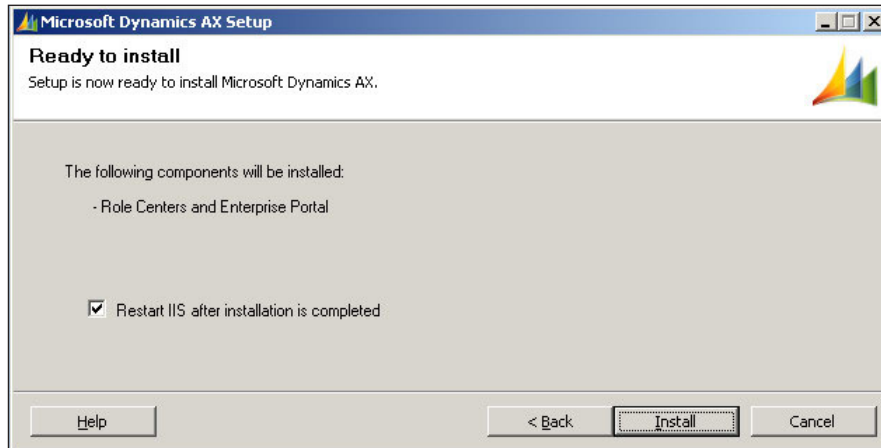 Microsoft Dynamics AX Setup
Ready to install
Setup is now ready to install Microsoft Dynamics AX.
The following components will be installed:
- Role Centers and Enterprise Portal
Restart IIS after installation is completed
Help
< Back
Install
Cancel